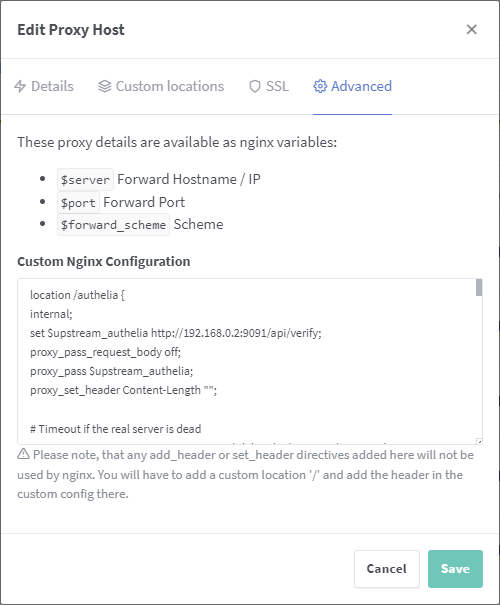 Edit Proxy Host
Details Custom locations SSL Advanced
These proxy details are available as nginx variables:
$server Forward Hostname / IP
$port Forward Port
$forward_scheme Scheme
Custom Nginx Configuration
location /authelia {
internal;
set $upstream_authelia http://192.168.0.2:9091/api/verify;
proxy_pass_request_body off;
proxy_pass $upstream_authelia;
proxy_set_header Content-Length "";
# Timeout if the real server is dead
Please note, that any add_header or set_header directives added here will not be
used by nginx. You will have to add a custom location '/' and add the header in the
custom config there.
Cancel Save